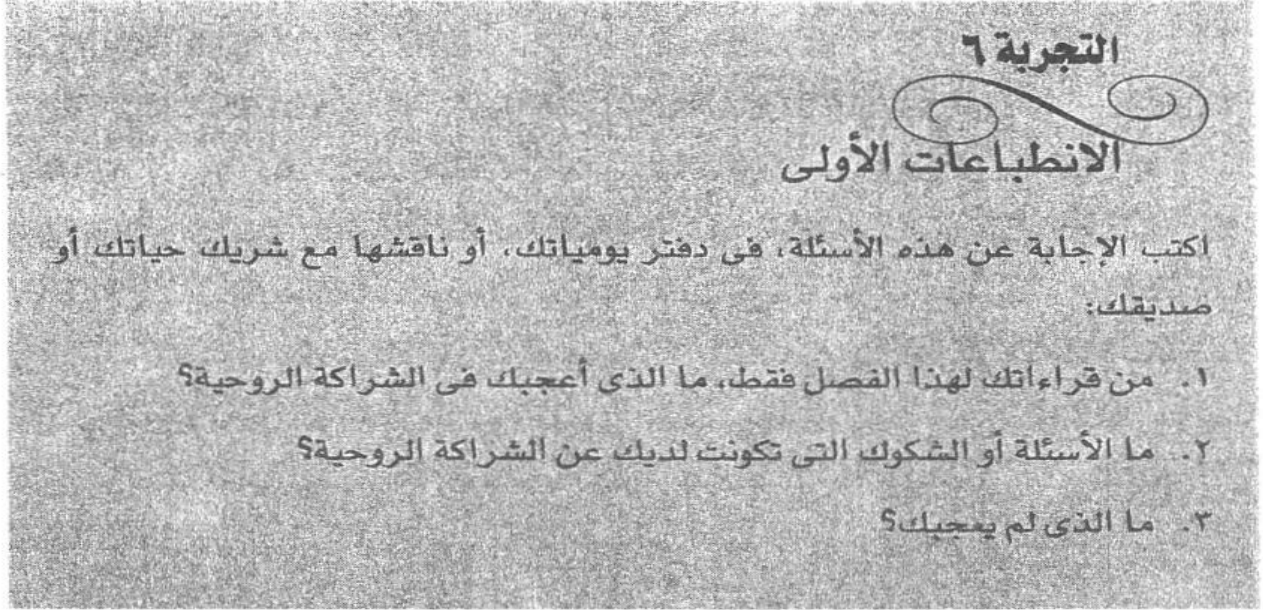 التجربة ٦
الانطباعات الأولى
اكتب الإجابة عن هذه الأسئلة، فى دفتر يومياتك، أو ناقشها مع شريك حياتك أو
صديقك:
١. من قراءاتك لهذا الفصل فقط، ما الذى أعجبك فى الشراكة الروحية؟
٢. ما الأسئلة أو الشكوك التى تكونت لديك عن الشراكة الروحية؟
٣. ما الذى لم يعجبك؟